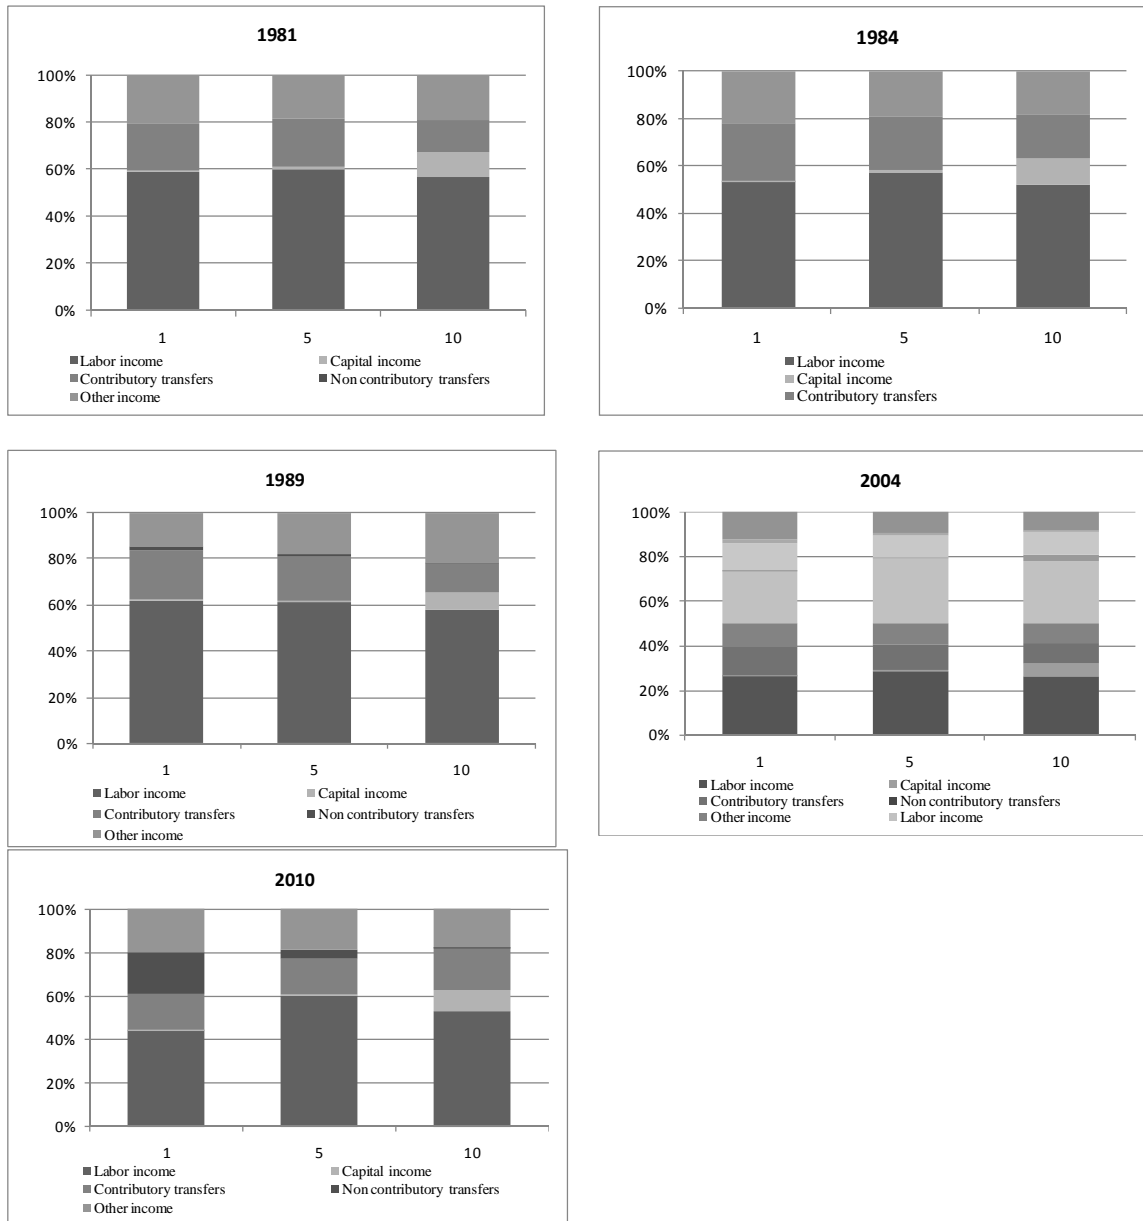 1981
100%
80%
60%
40%
20%
0%
1 5 10
Labor income Capital income
Contributory transfers Non contributory transfers
Other income
1984
100%
80%
60%
40%
20%
0%
1 5 10
Labor income
Capital income
Contributory transfers
1989
100%
80%
60%
40%
20%
0%
1 5 10
Labor income Capital income
Contributory transfers Non contributory transfers
Other income
2004
100%
80%
60%
40%
20%
0%
1 5 10
Labor income Capital income
Contributory transfers Non contributory transfers
Other income Labor income
2010
100%
80%
60%
40%
20%
0%
1 5 10
Labor income Capital income
Contributory transfers Non contributory transfers
Other income